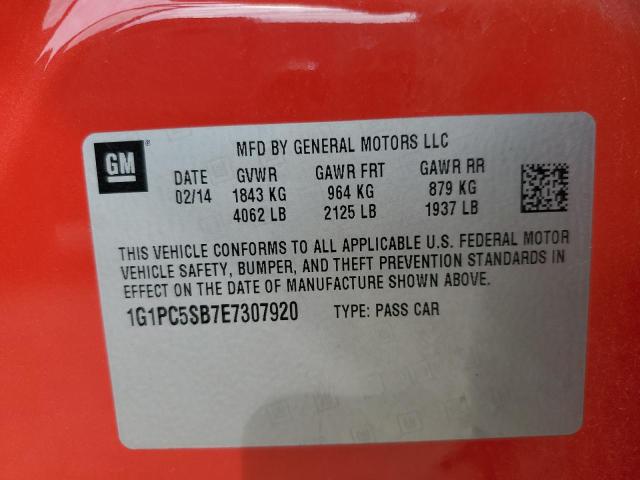 GM
MFD BY GENERAL MOTORS LLC
DATE GVWR GAWR FRT GAWR RR
02/14 1843 KG 964 KG 879 KG
4062 LB 2125 LB 1937 LB
THIS VEHICLE CONFORMS TO ALL APPLICABLE U.S. FEDERAL MOTOR
VEHICLE SAFETY, BUMPER, AND THEFT PREVENTION STANDARDS IN
EFFECT ON THE DATE OF MANUFACTURE SHOWN ABOVE.
1G1PC5SB7E7307920 TYPE: PASS CAR